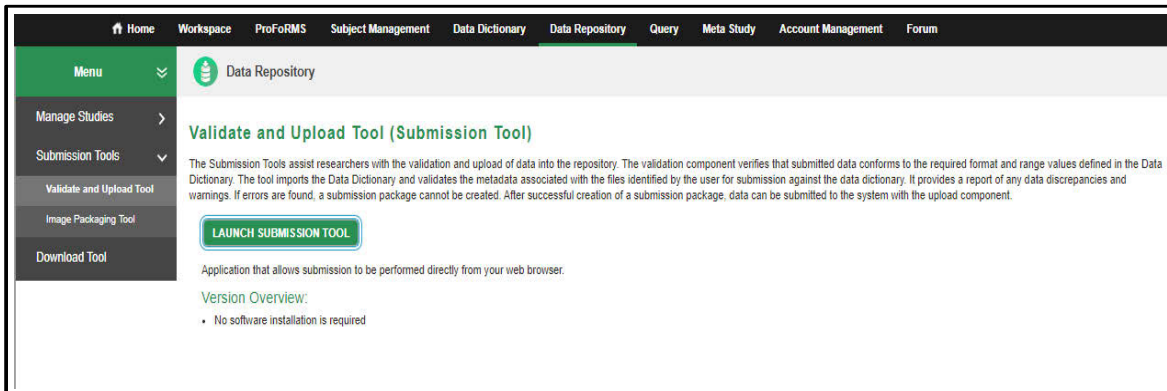 Home Workspace ProFoRMS Subject Management Data Dictionary Data Repository Query Meta Study Account Management Forum
Menu
Data Repository
Manage Studies
Submission Tools
Validate and Upload Tool
Image Packaging Tool
Download Tool
Validate and Upload Tool (Submission Tool)
The Submission Tools assist researchers with the validation and upload of data into the repository. The validation component verifies that submitted data conforms to the required format and range values defined in the Data
Dictionary. The tool imports the Data Dictionary and validates the metadata associated with the files identified by the user for submission against the data dictionary. It provides a report of any data discrepancies and
warnings. If errors are found, a submission package cannot be created. After successful creation of a submission package, data can be submitted to the system with the upload component.
LAUNCH SUBMISSION TOOL
Application that allows submission to be performed directly from your web browser.
Version Overview:
• No software installation is required